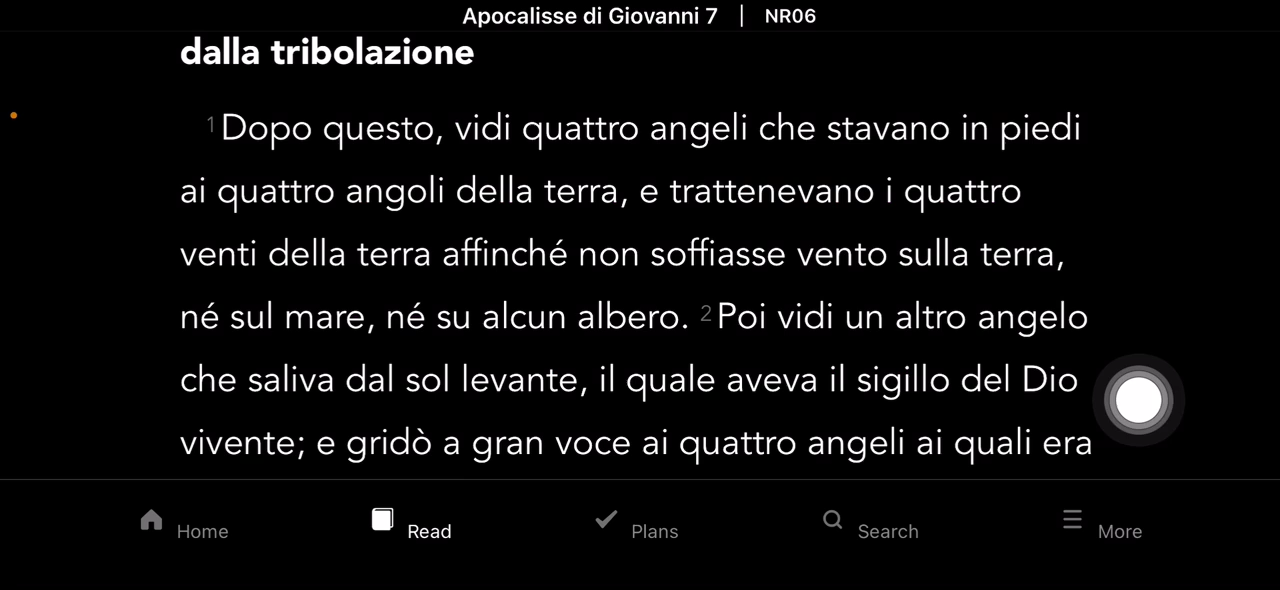 Apocalisse di Giovanni 7 | NR06
dalla tribolazione
1 Dopo questo, vidi quattro angeli che stavano in piedi
ai quattro angoli della terra, e trattenevano i quattro
venti della terra affinché non soffiasse vento sulla terra,
né sul mare, né su alcun albero. 2 Poi vidi un altro angelo
che saliva dal sol levante, il quale aveva il sigillo del Dio
vivente; e gridò a gran voce ai quattro angeli ai quali era
Home Read Plans Search More